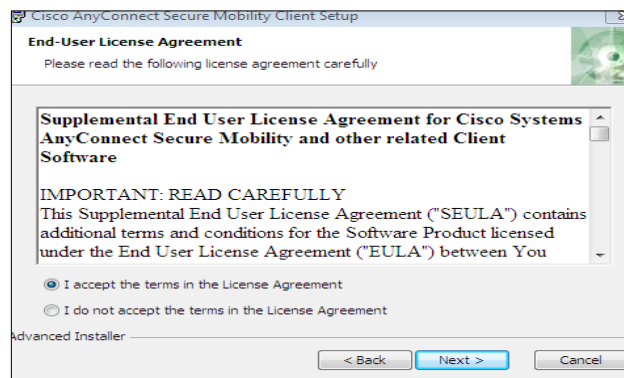 Cisco AnyConnect Secure Mobility Client Setup
End-User License Agreement
Please read the following license agreement carefully
Supplemental End User License Agreement for Cisco Systems
AnyConnect Secure Mobility and other related Client
Software
IMPORTANT: READ CAREFULLY
This Supplemental End User License Agreement ("SEULA") contains
additional terms and conditions for the Software Product licensed
under the End User License Agreement ("EULA") between You
I accept the terms in the License Agreement
I do not accept the terms in the License Agreement
Advanced Installer
< Back Next > Cancel